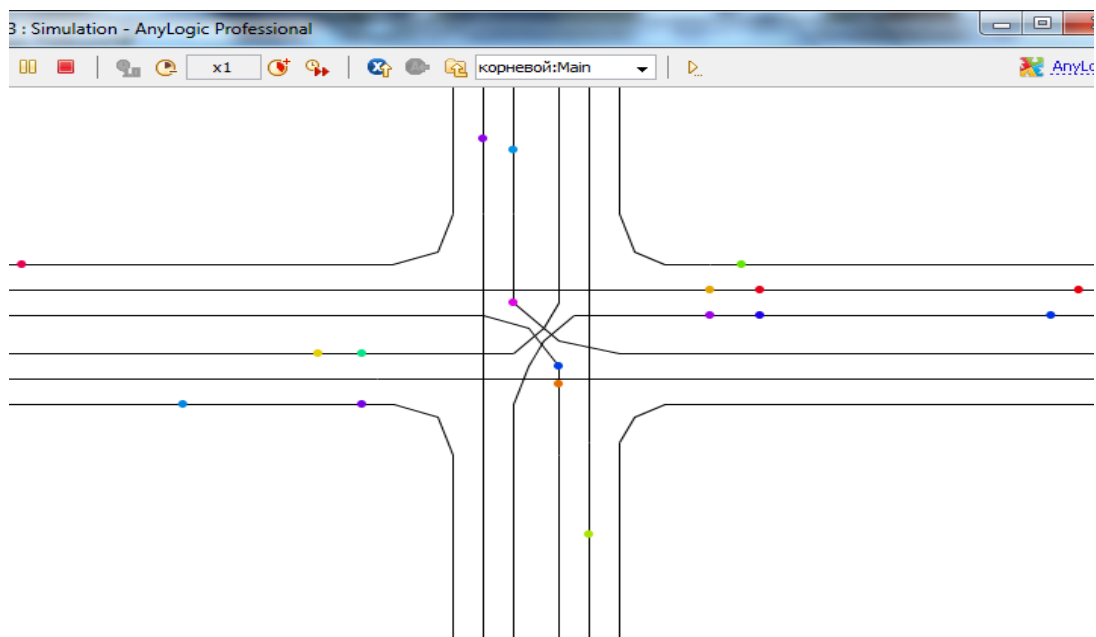 3 : Simulation - AnyLogic Professional
x1 корневой:Main AnyLo